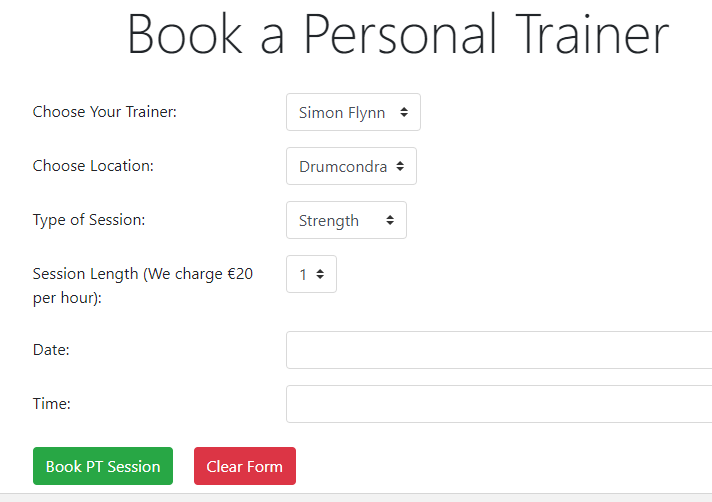 Book a Personal Trainer
Choose Your Trainer: Simon Flynn
Choose Location: Drumcondra
Type of Session: Strength
Session Length (We charge €20 1
per hour):
Date:
Time:
Book PT Session Clear Form